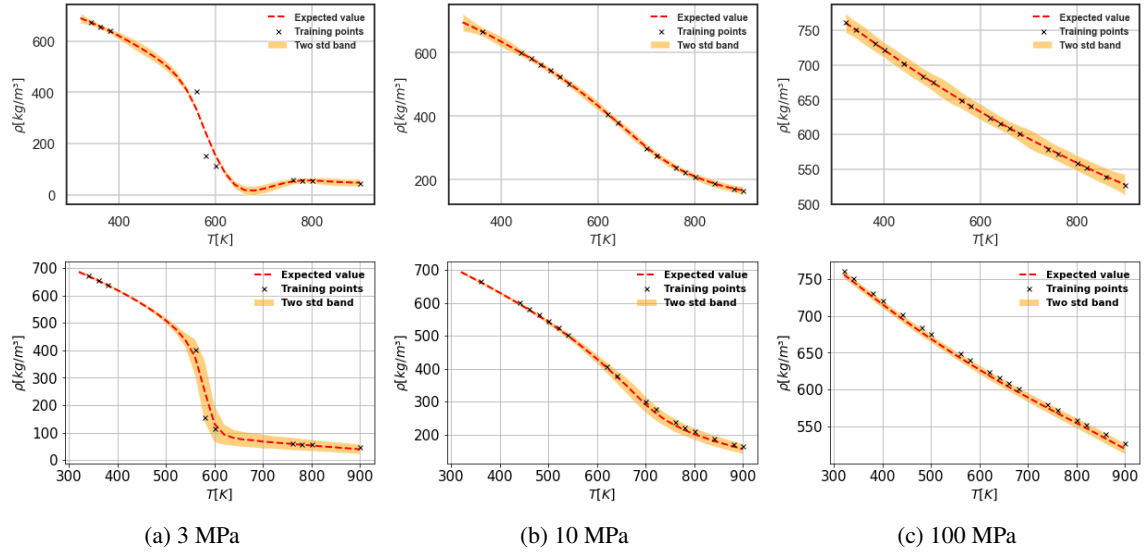 Expected value
Training points
Two std band
600
400
200
0
ρ[kg/m³]
400
600
800
T[K]
Expected value
Training points
Two std band
800
600
400
200
ρ[kg/m³]
400
600
800
T[K]
Expected value
Training points
Two std band
750
700
650
600
550
500
ρ[kg/m³]
400
600
800
T[K]
Expected value
Training points
Two std band
700
600
500
400
300
200
100
0
ρ[kg/m³]
300 400 500 600 700 800 900
T[K]
Expected value
Training points
Two std band
700
600
500
400
300
200
ρ[kg/m³]
300 400 500 600 700 800 900
T[K]
Expected value
Training points
Two std band
750
700
650
600
550
ρ[kg/m³]
300 400 500 600 700 800 900
T[K]
(a) 3 MPa
(b) 10 MPa
(c) 100 MPa